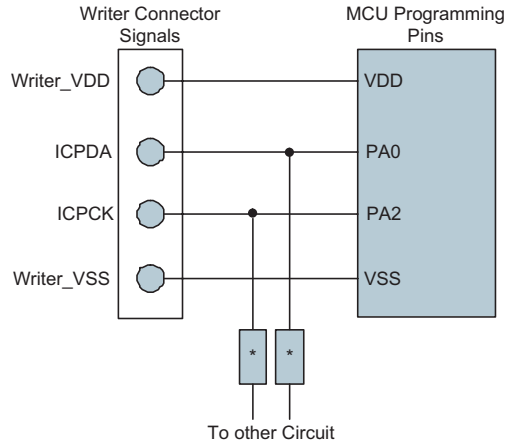 Writer Connector
Signals
MCU Programming
Pins
Writer_VDD
VDD
ICPDA
PA0
ICPCK
PA2
Writer_VSS
VSS
*
*
To other Circuit